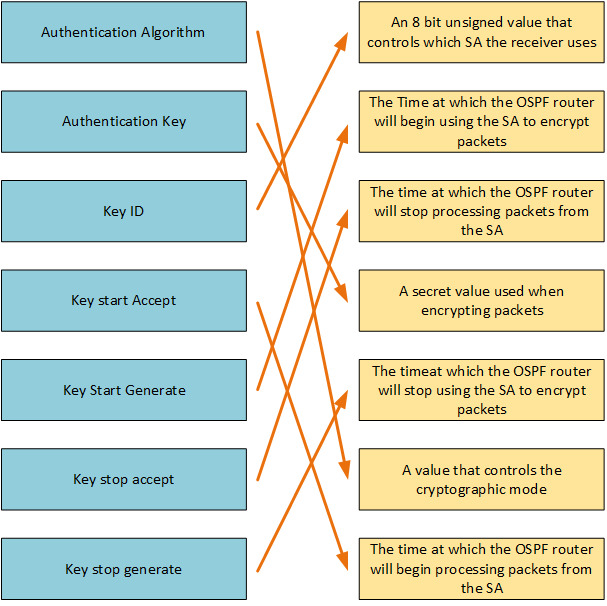 Authentication Algorithm
An 8 bit unsigned value that
controls which SA the receiver uses
Authentication Key
The Time at which the OSPF router
will begin using the SA to encrypt
packets
Key ID
The time at which the OSPF router
will stop processing packets from
the SA
Key start Accept
A secret value used when
encrypting packets
Key Start Generate
The timeat which the OSPF router
will stop using the SA to encrypt
packets
Key stop accept
A value that controls the
cryptographic mode
Key stop generate
The time at which the OSPF router
will begin processing packets from
the SA